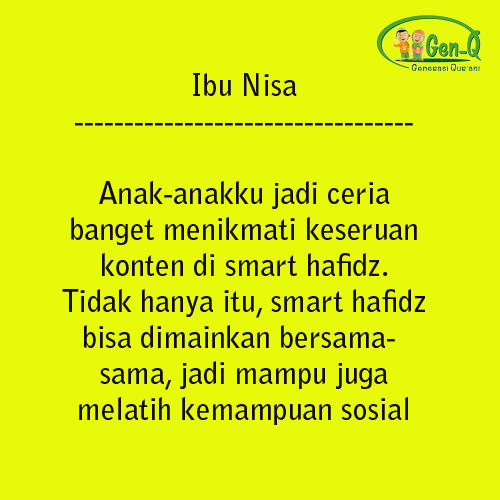 Gen-Q
Generasi Qur'ani
Ibu Nisa
----------------------------------
Anak-anakku jadi ceria
banget menikmati keseruan
konten di smart hafidz.
Tidak hanya itu, smart hafidz
bisa dimainkan bersama-
sama, jadi mampu juga
melatih kemampuan sosial